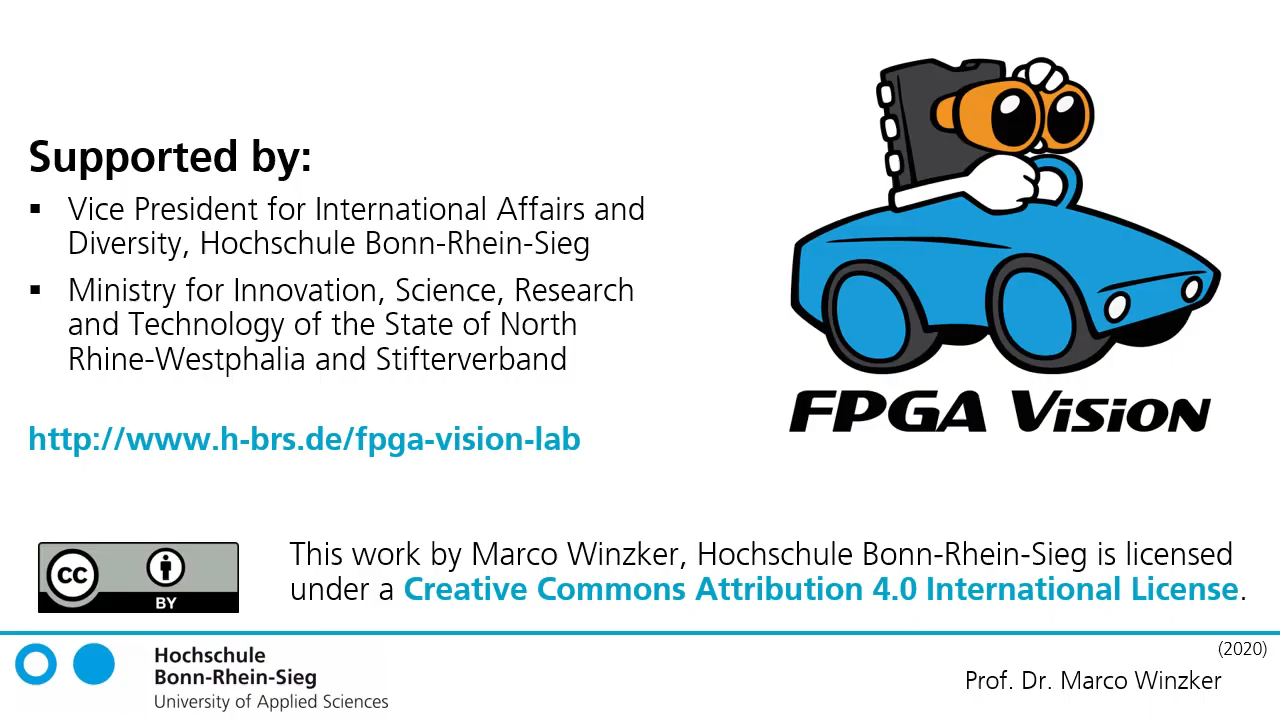 Supported by:
▪ Vice President for International Affairs and
Diversity, Hochschule Bonn-Rhein-Sieg
▪ Ministry for Innovation, Science, Research
and Technology of the State of North
Rhine-Westphalia and Stifterverband
http://www.h-brs.de/fpga-vision-lab
FPGA Vision
cc
BY
This work by Marco Winzker, Hochschule Bonn-Rhein-Sieg is licensed
under a Creative Commons Attribution 4.0 International License.
Hochschule
Bonn-Rhein-Sieg
University of Applied Sciences
(2020)
Prof. Dr. Marco Winzker